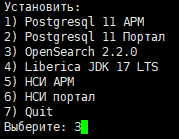 Установить:
1) Postgresql 11 АРМ
2) Postgresql 11 Портал
3) OpenSearch 2.2.0
4) Liberica JDK 17 LTS
5) НСИ АРМ
6) НСИ портал
7) Quit
Выберите: 3